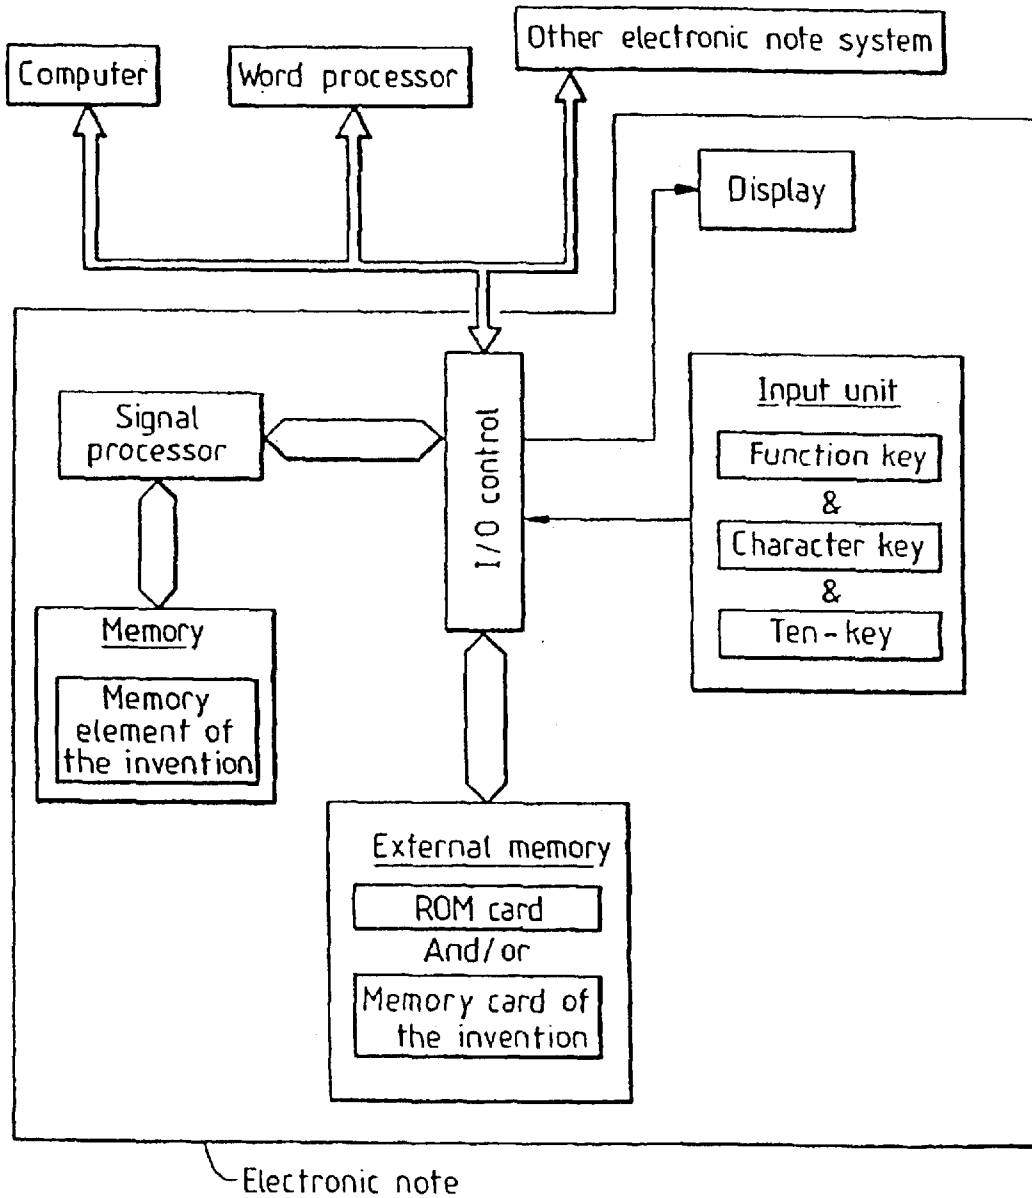 Computer
Word processor
Other electronic note system
Display
Signal
processor
I/O control
Input unit
Function key
&
Character key
&
Ten-key
Memory
Memory
element of
the invention
External memory
ROM card
And/or
Memory card of
the invention
Electronic note